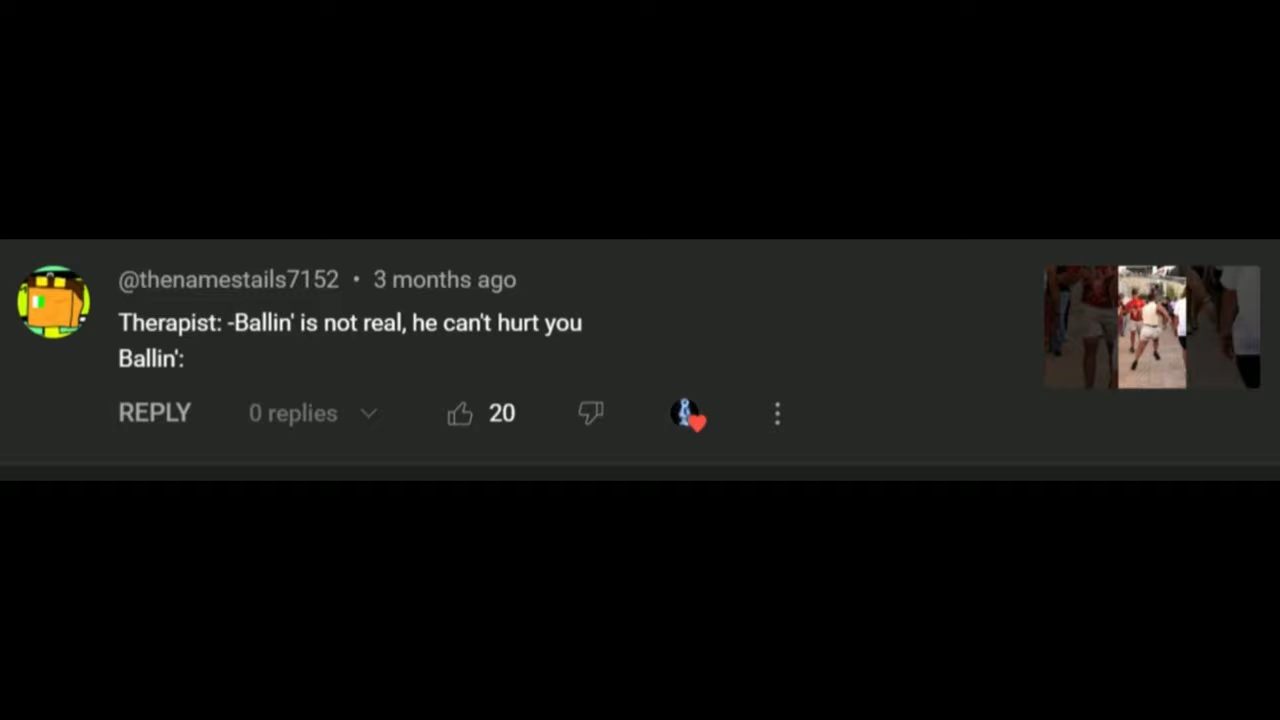 @thenamestails7152 • 3 months ago
Therapist: -Ballin' is not real, he can't hurt you
Ballin':
REPLY 0 replies 20